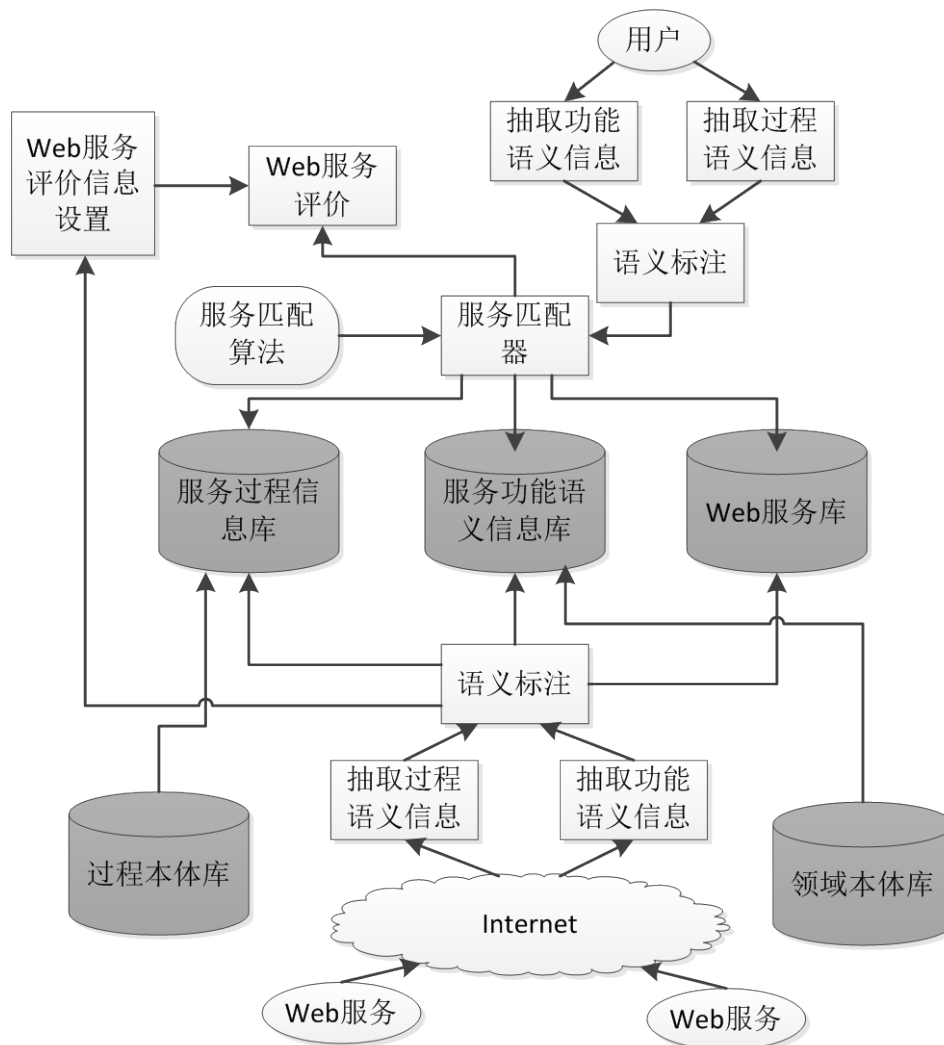 用户
抽取功能
语义信息
抽取过程
语义信息
Web服务
评价信息
设置
Web服务
评价
语义标注
服务匹配
算法
服务匹配
器
服务过程信
息库
服务功能语
义信息库
Web服务库
语义标注
抽取过程
语义信息
抽取功能
语义信息
过程本体库
领域本体库
Internet
Web服务
Web服务